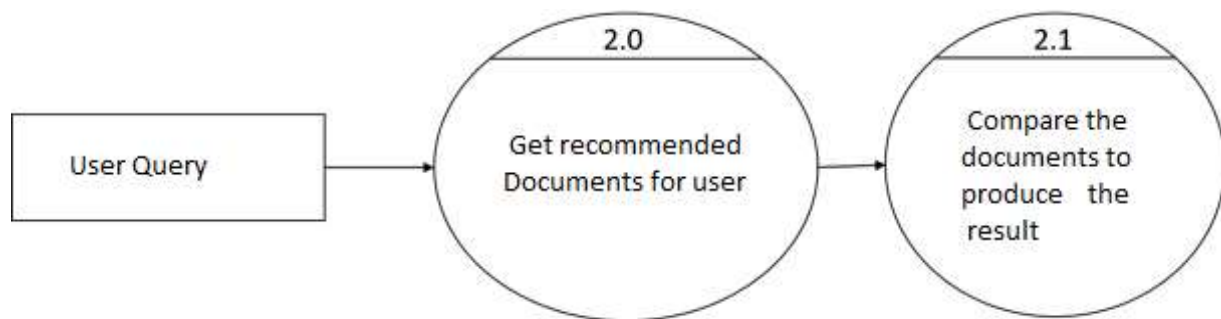 User Query
2.0
Get recommended
Documents for user
2.1
Compare the
documents to
produce the
result